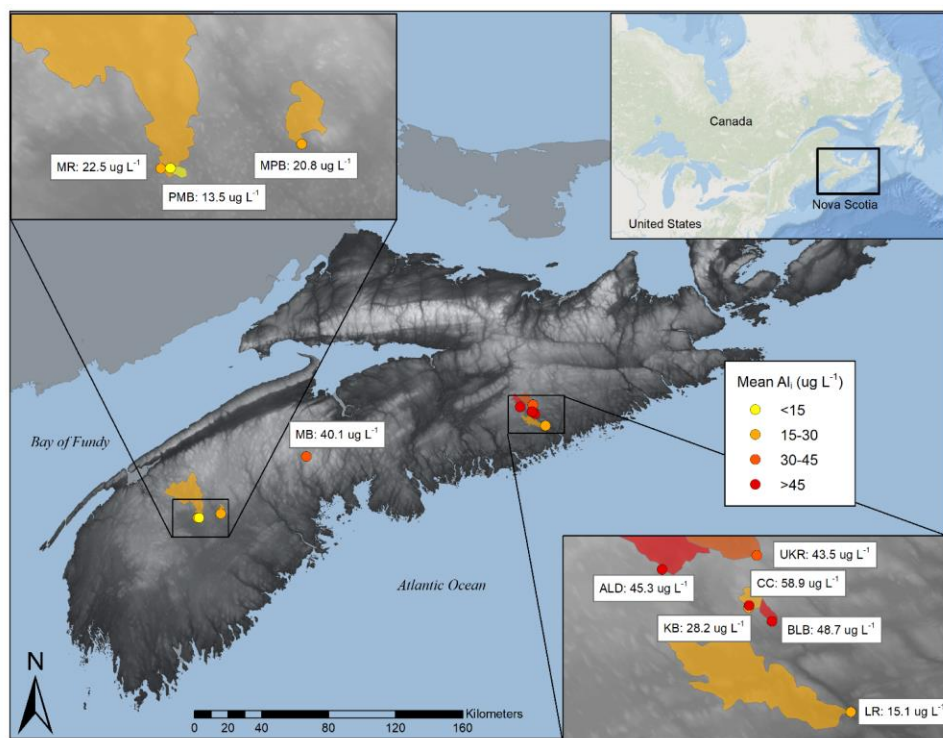 Canada
United States
Nova Scotia
MR: 22.5 ug L⁻¹
MPB: 20.8 ug L⁻¹
PMB: 13.5 ug L⁻¹
Bay of Fundy
MB: 40.1 ug L⁻¹
Atlantic Ocean
Mean Alᵢ (ug L⁻¹)
<15
15-30
30-45
>45
UKR: 43.5 ug L⁻¹
CC: 58.9 ug L⁻¹
ALD: 45.3 ug L⁻¹
KB: 28.2 ug L⁻¹
BLB: 48.7 ug L⁻¹
LR: 15.1 ug L⁻¹
N
Kilometers
0 20 40 80 120 160